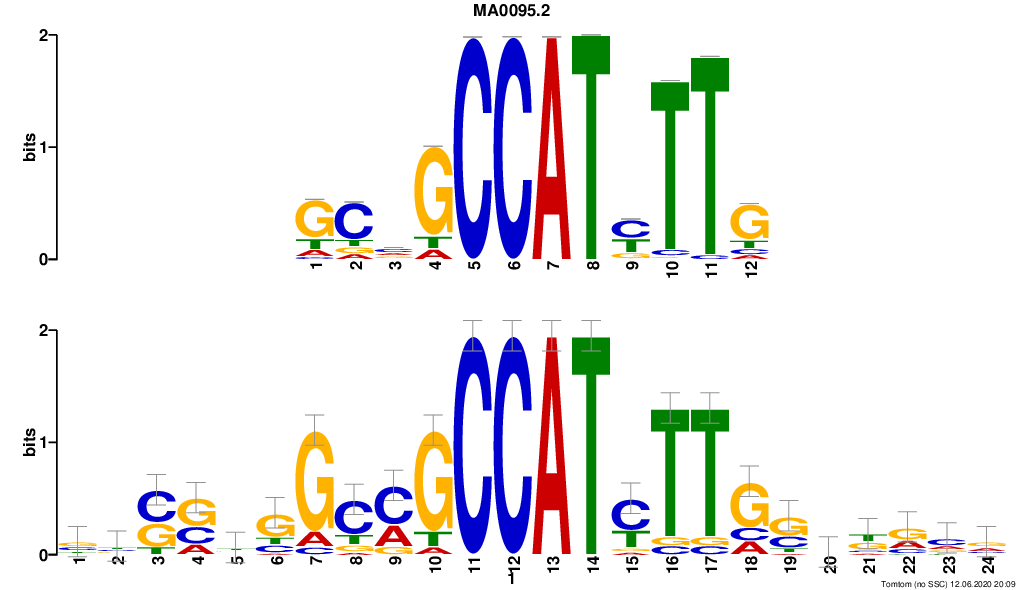 MA0095.2
2
bits
1
0
G C G C C A T C T T G
1 2 3 4 5 6 7 8 9 10 11 12
2
bits
1
0
C G G G C C G C C A T C T T G G
1 2 3 4 5 6 7 8 9 10 11 12 13 14 15 16 17 18 19 20 21 22 23 24
1
Tomtom (no SSC) 12.06.2020 20:09